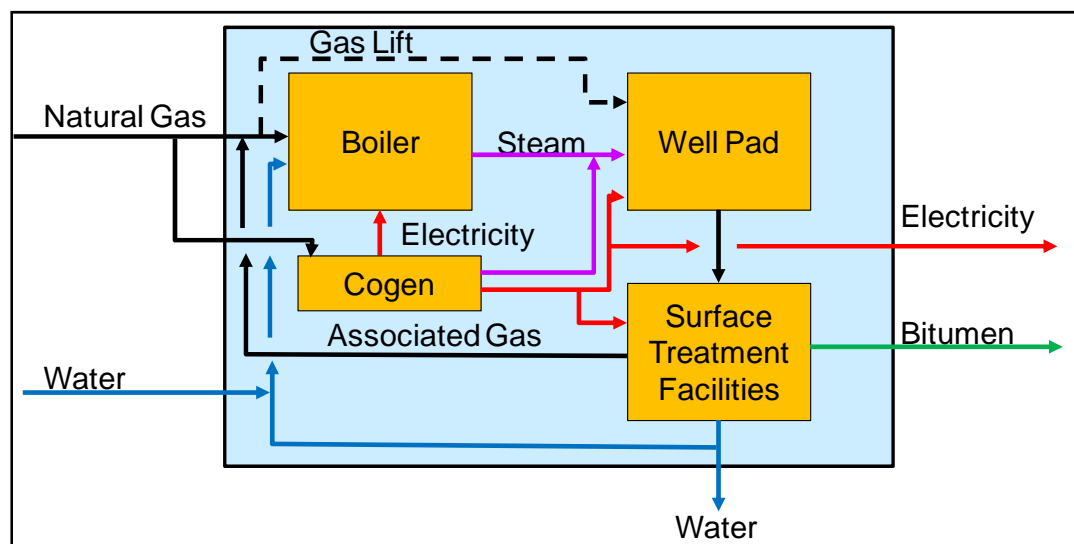 Gas Lift
Natural Gas
Boiler
Steam
Well Pad
Electricity
Electricity
Cogen
Associated Gas
Surface
Treatment
Facilities
Bitumen
Water
Water